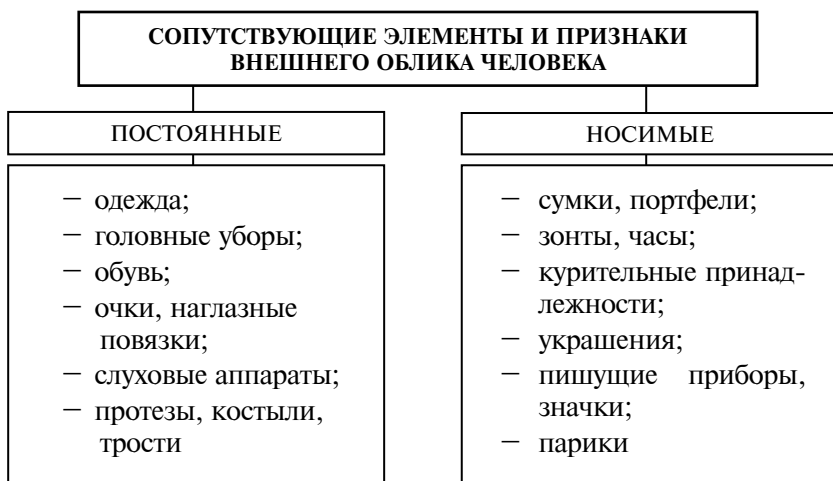 СОПУТСТВУЮЩИЕ ЭЛЕМЕНТЫ И ПРИЗНАКИ
ВНЕШНЕГО ОБЛИКА ЧЕЛОВЕКА
ПОСТОЯННЫЕ
— одежда;
— головные уборы;
— обувь;
— очки, наглазные
повязки;
— слуховые аппараты;
— протезы, костыли,
трости
НОСИМЫЕ
— сумки, портфели;
— зонты, часы;
— курительные принад-
лежности;
— украшения;
— пишущие приборы,
значки;
— парики